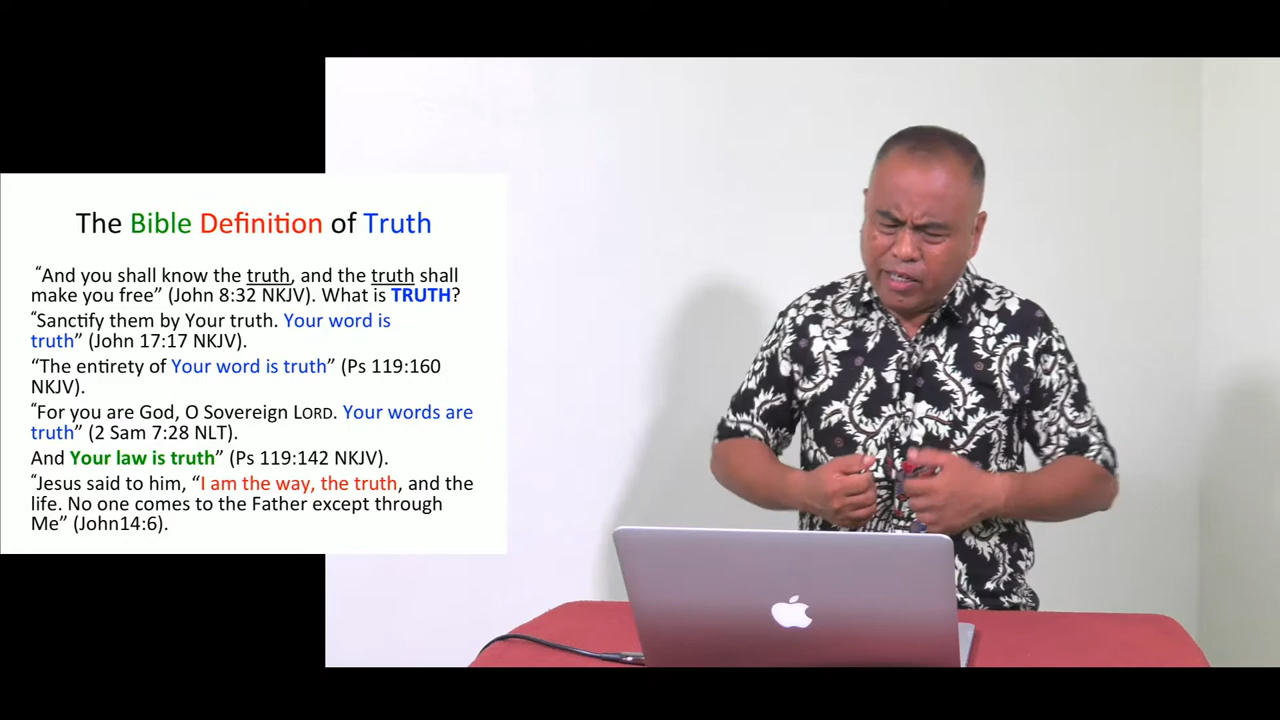 The Bible Definition of Truth
“And you shall know the truth, and the truth shall
make you free” (John 8:32 NKJV). What is TRUTH?
“Sanctify them by Your truth. Your word is
truth” (John 17:17 NKJV).
“The entirety of Your word is truth” (Ps 119:160
NKJV).
“For you are God, O Sovereign LORD. Your words are
truth” (2 Sam 7:28 NLT).
And Your law is truth” (Ps 119:142 NKJV).
“Jesus said to him, “I am the way, the truth, and the
life. No one comes to the Father except through
Me” (John14:6).